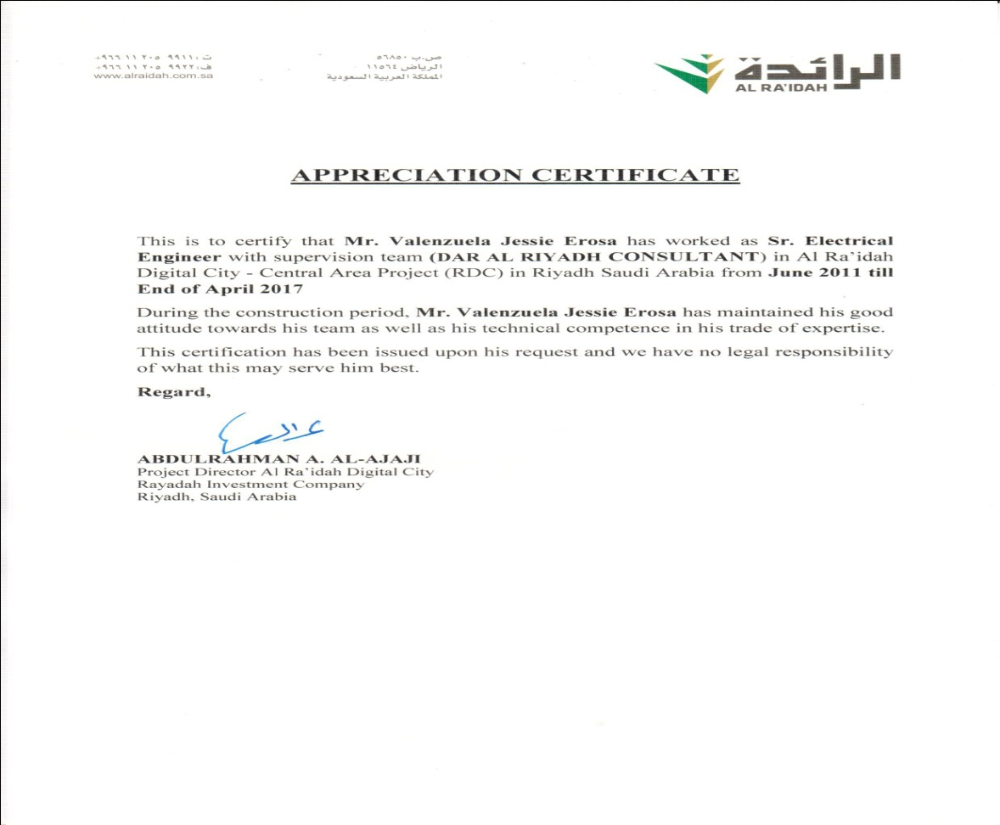 ت : ٩٩١١ ٢٠٥ ١١ ٩٦٦+
ف : ٩٩٢٢ ٢٠٥ ١١ ٩٦٦+
www.alraidah.com.sa
ص.ب ٥٦٨٥٠
الرياض ١١٥٦٤
المملكة العربية السعودية
الرائدة
AL RA'IDAH
APPRECIATION CERTIFICATE
This is to certify that Mr. Valenzuela Jessie Erosa has worked as Sr. Electrical
Engineer with supervision team (DAR AL RIYADH CONSULTANT) in Al Ra'idah
Digital City - Central Area Project (RDC) in Riyadh Saudi Arabia from June 2011 till
End of April 2017
During the construction period, Mr. Valenzuela Jessie Erosa has maintained his good
attitude towards his team as well as his technical competence in his trade of expertise.
This certification has been issued upon his request and we have no legal responsibility
of what this may serve him best.
Regard,
ABDULRAHMAN A. AL-AJAJI
Project Director Al Ra'idah Digital City
Rayadah Investment Company
Riyadh, Saudi Arabia